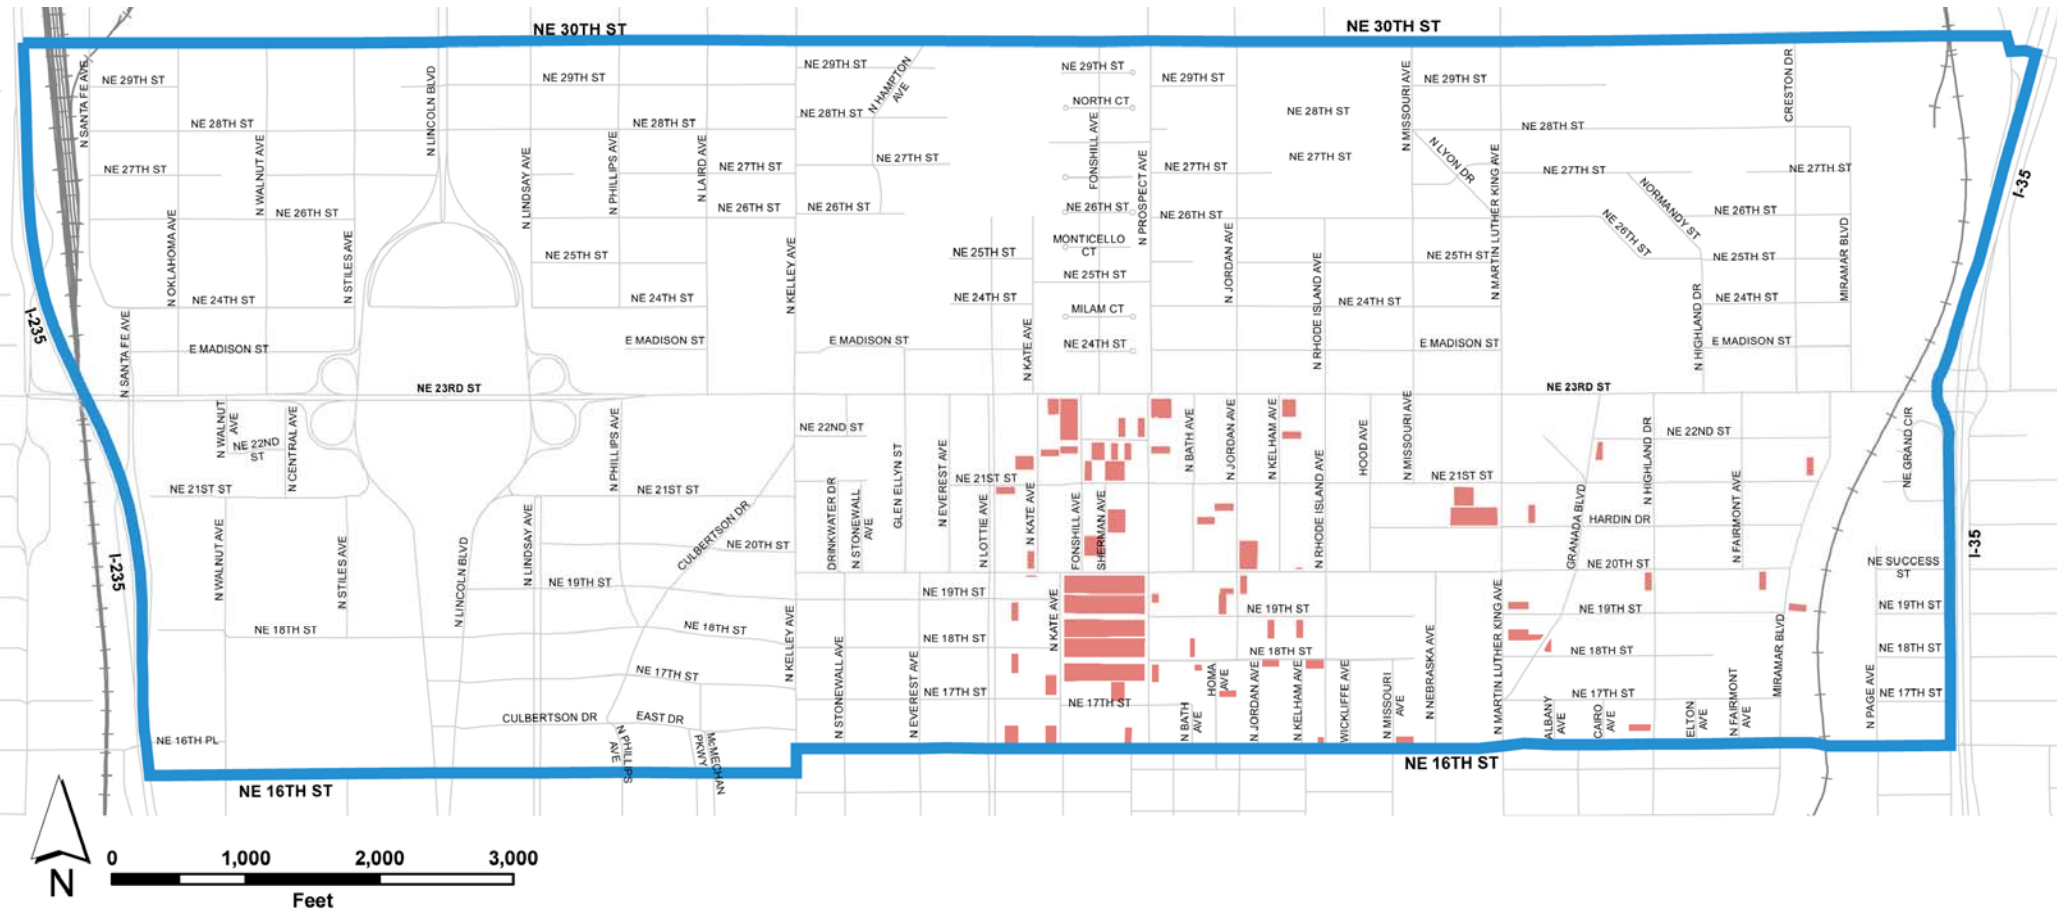 NE 30TH ST
NE 30TH ST
NE 29TH ST
NE 29TH ST
NE 29TH ST
NE 29TH ST
NE 29TH ST
NE 29TH ST
N SANTA FE AVE
N LINCOLN BLVD
N HAMPTON
AVE
NORTH CT
N MISSOURI AVE
CRESTON DR
NE 28TH ST
NE 28TH ST
NE 28TH ST
NE 28TH ST
NE 28TH ST
N WALNUT AVE
N LINDSAY AVE
N PHILLIPS AVE
N LAIRD AVE
FONSHILL AVE
N PROSPECT AVE
N LYON DR
N MARTIN LUTHER KING AVE
NE 27TH ST
NE 27TH ST
NE 27TH ST
NE 27TH ST
NE 27TH ST
NE 27TH ST
NE 27TH ST
NORMANDY ST
I-35
N OKLAHOMA AVE
NE 26TH ST
NE 26TH ST
NE 26TH ST
NE 26TH ST
NE 26TH ST
NE 26TH ST
NE 26TH ST
N STILES AVE
N KELLEY AVE
N JORDAN AVE
N RHODE ISLAND AVE
MIRAMAR BLVD
MONTICELLO
CT
NE 25TH ST
NE 25TH ST
NE 25TH ST
NE 25TH ST
NE 25TH ST
NE 24TH ST
NE 24TH ST
NE 24TH ST
NE 24TH ST
NE 24TH ST
MILAM CT
N HIGHLAND DR
I-235
N SANTA FE AVE
N KATE AVE
E MADISON ST
E MADISON ST
E MADISON ST
NE 24TH ST
E MADISON ST
E MADISON ST
NE 23RD ST
NE 23RD ST
N WALNUT
AVE
N CENTRAL AVE
NE 22ND
ST
N PHILLIPS AVE
NE 22ND ST
GLEN ELLYN ST
N EVEREST AVE
N BATH AVE
N JORDAN AVE
N KELHAM AVE
HOOD AVE
N MISSOURI AVE
N HIGHLAND DR
NE 22ND ST
NE GRAND CIR
NE 21ST ST
NE 21ST ST
NE 21ST ST
NE 21ST ST
DRINKWATER DR
N STONEWALL
AVE
N LOTTIE AVE
N KATE AVE
FONSHILL AVE
SHERMAN AVE
N RHODE ISLAND AVE
GRANADA BLVD
HARDIN DR
N FAIRMONT AVE
CULBERTSON DR
I-235
N WALNUT AVE
N STILES AVE
N LINCOLN BLVD
N LINDSAY AVE
NE 20TH ST
NE 20TH ST
I-35
NE SUCCESS
ST
NE 19TH ST
NE 19TH ST
NE 19TH ST
NE 19TH ST
NE 19TH ST
N KELLEY AVE
N KATE AVE
N MARTIN LUTHER KING AVE
NE 18TH ST
NE 18TH ST
NE 18TH ST
NE 18TH ST
NE 18TH ST
NE 18TH ST
N STONEWALL AVE
N EVEREST AVE
HOMA
AVE
N JORDAN AVE
N KELHAM AVE
WICKLIFFE AVE
N MISSOURI
AVE
N NEBRASKA AVE
MIRAMAR BLVD
N PAGE AVE
NE 17TH ST
NE 17TH ST
NE 17TH ST
NE 17TH ST
NE 17TH ST
N BATH
AVE
ALBANY
AVE
CAIRO
AVE
ELTON
AVE
N FAIRMONT
AVE
CULBERTSON DR
EAST DR
NE 16TH PL
N PHILLIPS
AVE
McMECHAN
PKWY
NE 16TH ST
NE 16TH ST
N
0 1,000 2,000 3,000
Feet